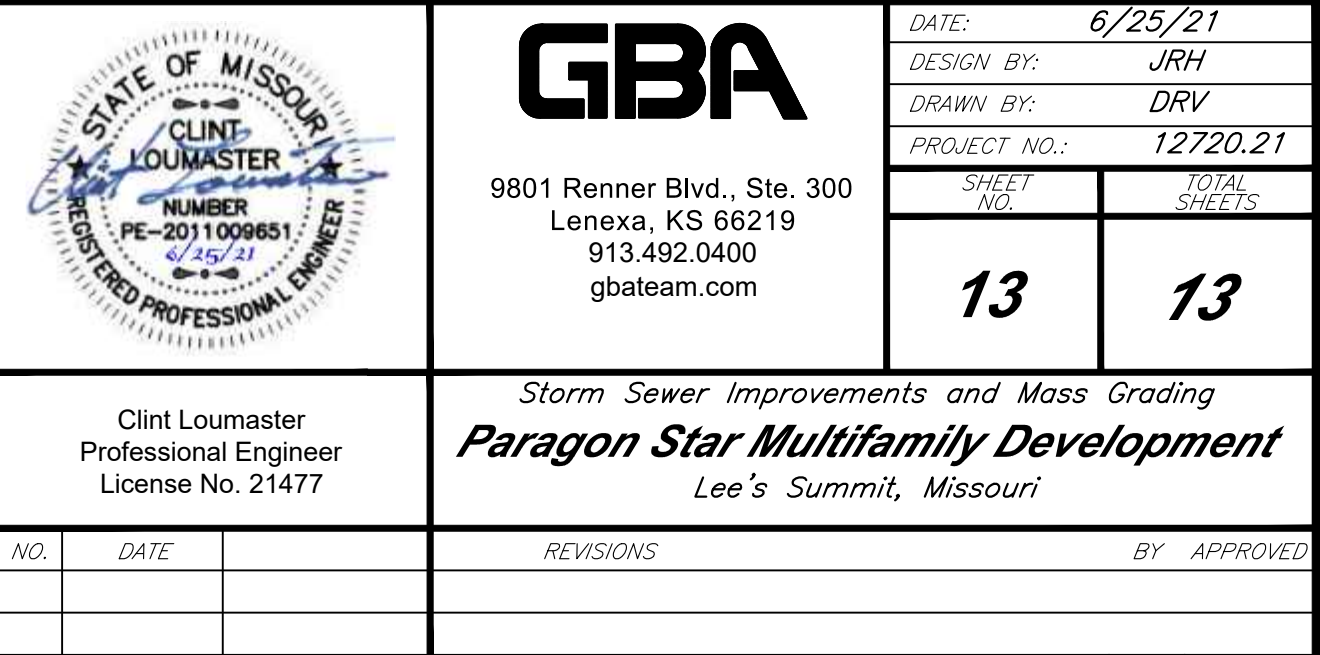 STATE OF MISSOURI
CLINT
LOUMASTER
NUMBER
PE-2011009651
6/25/21
REGISTERED PROFESSIONAL ENGINEER
GBA
9801 Renner Blvd., Ste. 300
Lenexa, KS 66219
913.492.0400
gbateam.com
DATE: 6/25/21
DESIGN BY: JRH
DRAWN BY: DRV
PROJECT NO.: 12720.21
SHEET NO.
TOTAL SHEETS
13
13
Clint Loumaster
Professional Engineer
License No. 21477
Storm Sewer Improvements and Mass Grading
Paragon Star Multifamily Development
Lee's Summit, Missouri
NO. DATE REVISIONS BY APPROVED